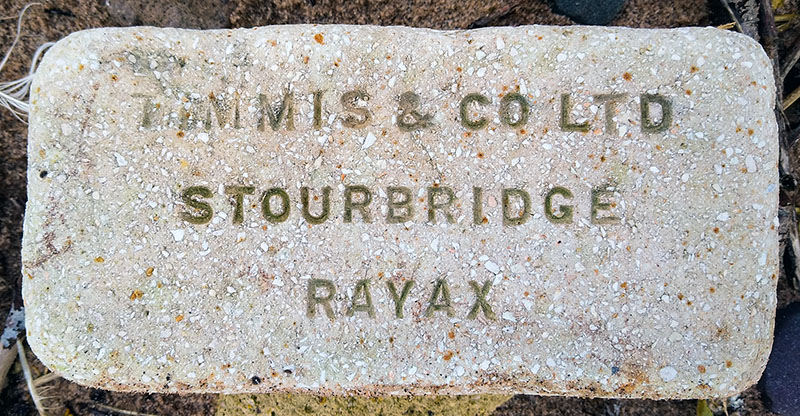 TIMMIS & CO LTD
STOURBRIDGE
RAYAX